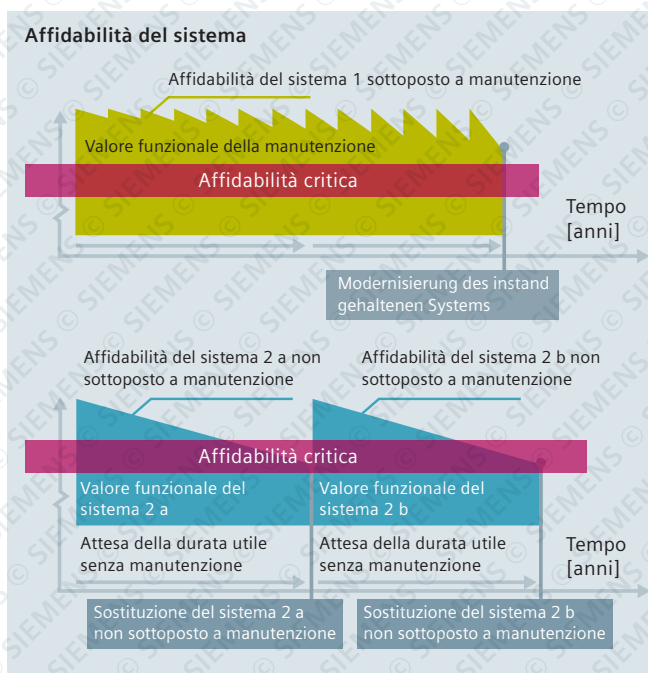 Affidabilità del sistema
Affidabilità del sistema 1 sottoposto a manutenzione
Valore funzionale della manutenzione
Affidabilità critica
Tempo
[anni]
Modernisierung des instand
gehaltenen Systems
Affidabilità del sistema 2 a non
sottoposto a manutenzione
Affidabilità del sistema 2 b non
sottoposto a manutenzione
Affidabilità critica
Valore funzionale del
sistema 2 a
Valore funzionale del
sistema 2 b
Attesa della durata utile
senza manutenzione
Attesa della durata utile
senza manutenzione
Tempo
[anni]
Sostituzione del sistema 2 a
non sottoposto a manutenzione
Sostituzione del sistema 2 b
non sottoposto a manutenzione
© SIEMENS